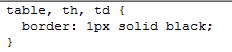 table, th, td {
  border: 1px solid black;
}